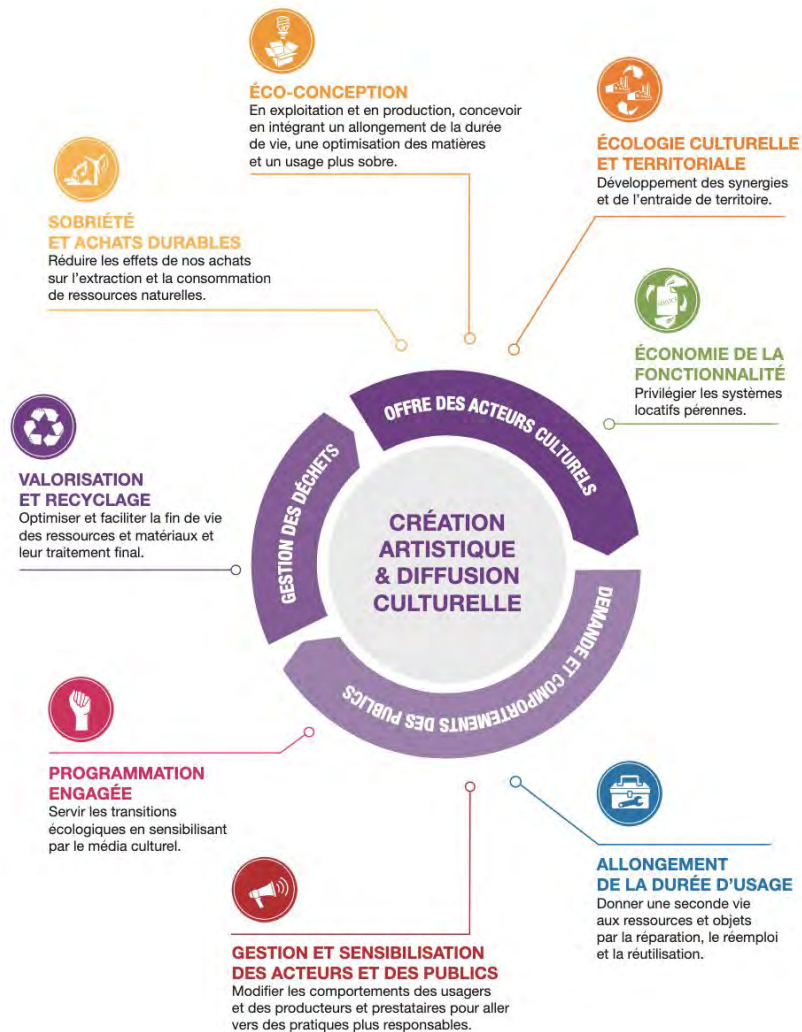 ÉCO-CONCEPTION
En exploitation et en production, concevoir
en intégrant un allongement de la durée
de vie, une optimisation des matières
et un usage plus sobre.
ÉCOLOGIE CULTURELLE
ET TERRITORIALE
Développement des synergies
et de l'entraide de territoire.
SOBRIÉTÉ
ET ACHATS DURABLES
Réduire les effets de nos achats
sur l'extraction et la consommation
de ressources naturelles.
ÉCONOMIE DE LA
FONCTIONNALITÉ
Privilégier les systèmes
locatifs pérennes.
OFFRE DES ACTEURS CULTURELS
GESTION DES DÉCHETS
CRÉATION
ARTISTIQUE
& DIFFUSION
CULTURELLE
DEMANDE ET COMPORTEMENTS DES PUBLICS
VALORISATION
ET RECYCLAGE
Optimiser et faciliter la fin de vie
des ressources et matériaux et
leur traitement final.
PROGRAMMATION
ENGAGÉE
Servir les transitions
écologiques en sensibilisant
par le média culturel.
ALLONGEMENT
DE LA DURÉE D'USAGE
Donner une seconde vie
aux ressources et objets
par la réparation, le réemploi
et la réutilisation.
GESTION ET SENSIBILISATION
DES ACTEURS ET DES PUBLICS
Modifier les comportements des usagers
et des producteurs et prestataires pour aller
vers des pratiques plus responsables.